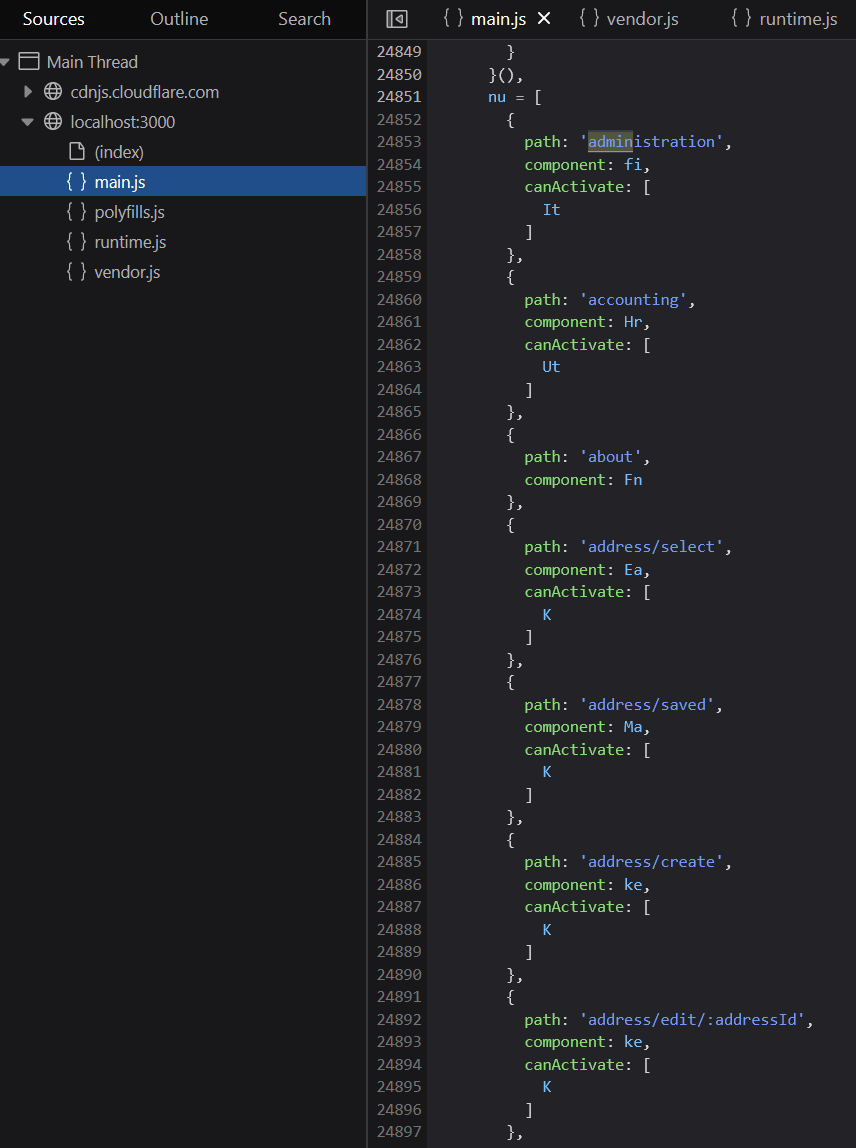 Sources Outline Search
Main Thread
cdnjs.cloudflare.com
localhost:3000
(index)
{ } main.js
{ } polyfills.js
{ } runtime.js
{ } vendor.js
{ } main.js ✕ { } vendor.js { } runtime.js
24849 }
24850 }(),
24851 nu = [
24852 {
24853 path: 'administration',
24854 component: fi,
24855 canActivate: [
24856 It
24857 ]
24858 },
24859 {
24860 path: 'accounting',
24861 component: Hr,
24862 canActivate: [
24863 Ut
24864 ]
24865 },
24866 {
24867 path: 'about',
24868 component: Fn
24869 },
24870 {
24871 path: 'address/select',
24872 component: Ea,
24873 canActivate: [
24874 K
24875 ]
24876 },
24877 {
24878 path: 'address/saved',
24879 component: Ma,
24880 canActivate: [
24881 K
24882 ]
24883 },
24884 {
24885 path: 'address/create',
24886 component: ke,
24887 canActivate: [
24888 K
24889 ]
24890 },
24891 {
24892 path: 'address/edit/:addressId',
24893 component: ke,
24894 canActivate: [
24895 K
24896 ]
24897 },